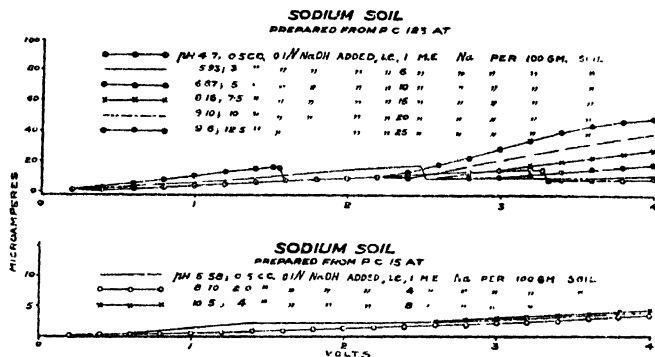 SODIUM SOIL
PREPARED FROM P C 123 AT
pH 4.7, 0.5 CC, 0.1 N NaOH ADDED, I.E., 1 M.E Na PER 100 GM. SOIL
5.93, 3 " " " " 6 " " " " "
6.87, 5 " " " " 10 " " " " "
8.16, 7.5 " " " " 15 " " " " "
9.10, 10 " " " " 20 " " " " "
9.6, 12.5 " " " " 25 " " " " "
100
80
60
40
20
0
0 1 2 3 4
MICROAMPERES
SODIUM SOIL
PREPARED FROM P C 15 AT
pH 5.58, 0.5 CC, 0.1 N NaOH ADDED, I.E., 1 M.E Na PER 100 GM SOIL
8.10 2.0 " " " " 4 " " " " "
10.5, 4 " " " " 8 " " " " "
10
5
0 1 2 3 4
VOLTS